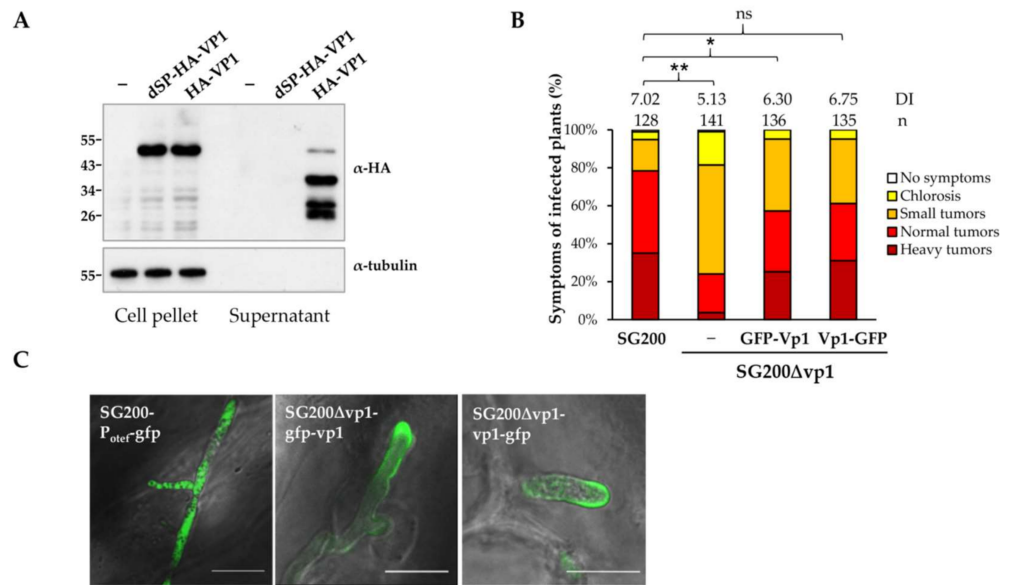 A
– dSP-HA-VP1 HA-VP1 – dSP-HA-VP1 HA-VP1
55-
43-
34-
26-
α-HA
55-
α-tubulin
Cell pellet Supernatant
B
ns
*
**
7.02 5.13 6.30 6.75 DI
128 141 136 135 n
Symptoms of infected plants (%)
100%
80%
60%
40%
20%
0%
No symptoms
Chlorosis
Small tumors
Normal tumors
Heavy tumors
SG200 – GFP-Vp1 Vp1-GFP
SG200Δvp1
C
SG200-
Potef-gfp
SG200Δvp1-
gfp-vp1
SG200Δvp1-
vp1-gfp